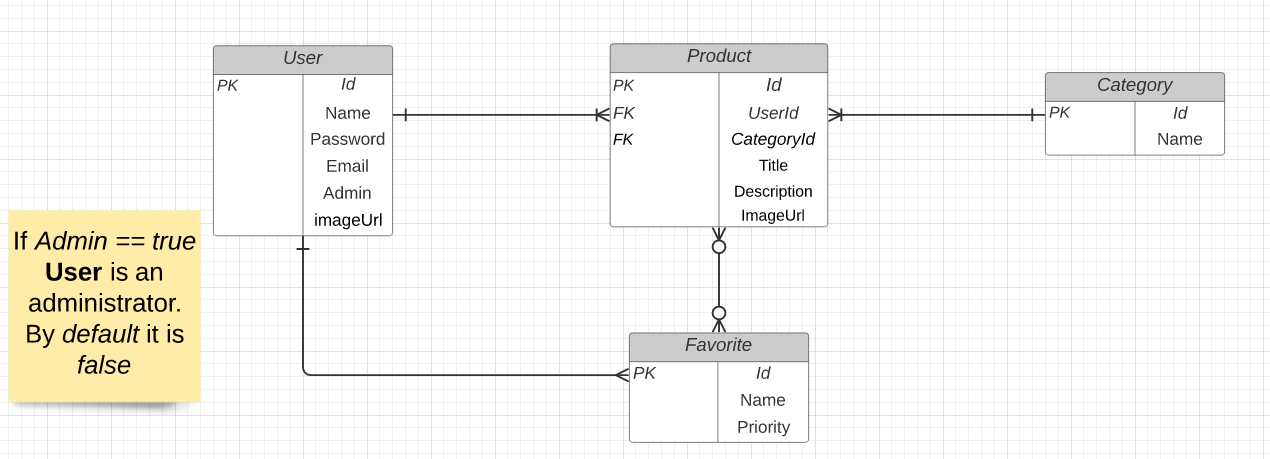 User
PK Id
Name
Password
Email
Admin
imageUrl
Product
PK Id
FK UserId
FK CategoryId
Title
Description
ImageUrl
Category
PK Id
Name
If Admin == true
User is an
administrator.
By default it is
false
Favorite
PK Id
Name
Priority